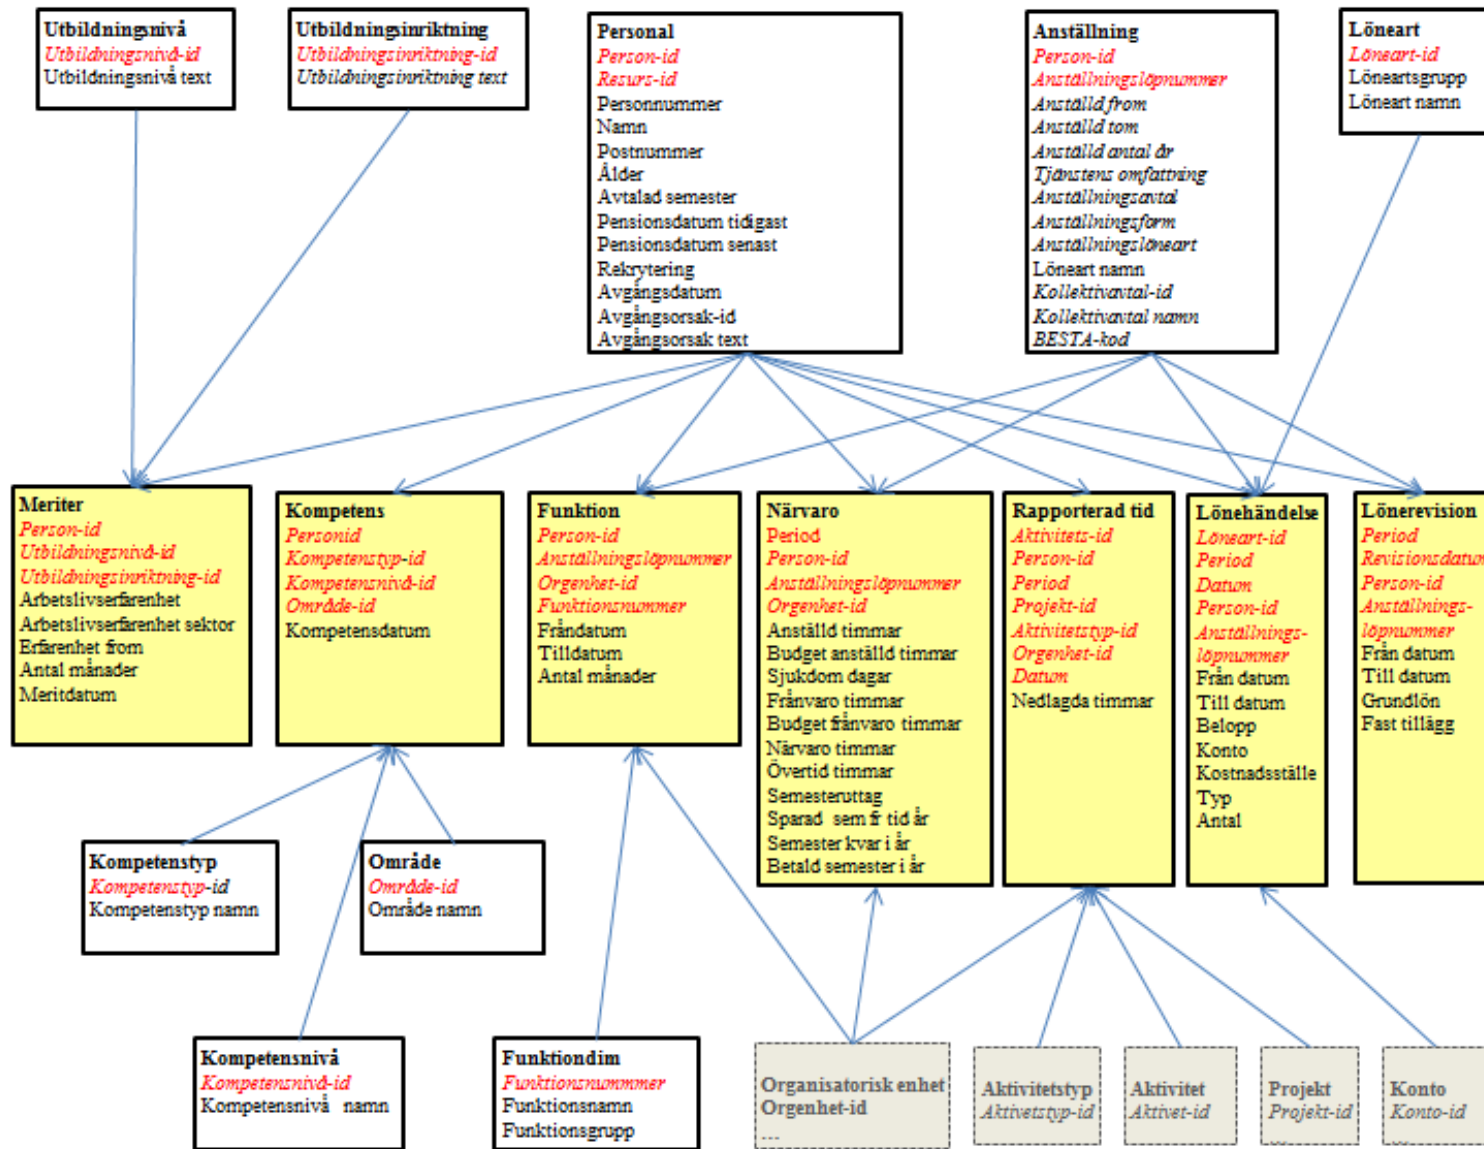 Utbildningsnivå
Utbildningsnivå-id
Utbildningsnivå text
Utbildningsinriktning
Utbildningsinriktning-id
Utbildningsinriktning text
Personal
Person-id
Resurs-id
Personnummer
Namn
Postnummer
Ålder
Avtalad semester
Pensionsdatum tidigast
Pensionsdatum senast
Rekrytering
Avgångsdatum
Avgångsorsak-id
Avgångsorsak text
Anställning
Person-id
Anställningslöpnummer
Anställd from
Anställd tom
Anställd antal år
Tjänstens omfattning
Anställningsavtal
Anställningsform
Anställningslöneart
Löneart namn
Kollektivavtal-id
Kollektivavtal namn
BESTA-kod
Löneart
Löneart-id
Löneartsgrupp
Löneart namn
Meriter
Person-id
Utbildningsnivå-id
Utbildningsinriktning-id
Arbetslivserfarenhet
Arbetslivserfarenhet sektor
Erfarenhet from
Antal månader
Meritdatum
Kompetens
Personid
Kompetenstyp-id
Kompetensnivå-id
Område-id
Kompetensdatum
Funktion
Person-id
Anställningslöpnummer
Orgenhet-id
Funktionsnummer
Fråndatum
Tilldatum
Antal månader
Närvaro
Period
Person-id
Anställningslöpnummer
Orgenhet-id
Anställd timmar
Budget anställd timmar
Sjukdom dagar
Frånvaro timmar
Budget frånvaro timmar
Närvaro timmar
Övertid timmar
Semesteruttag
Sparad sem fr tid år
Semester kvar i år
Betald semester i år
Rapporterad tid
Aktivitets-id
Person-id
Period
Projekt-id
Aktivitetstyp-id
Orgenhet-id
Datum
Nedlagda timmar
Lönehändelse
Löneart-id
Period
Datum
Person-id
Anställnings-
löpnummer
Från datum
Till datum
Belopp
Konto
Kostnadsställe
Typ
Antal
Lönerevision
Period
Revisionsdatum
Person-id
Anställnings-
löpnummer
Från datum
Till datum
Grundlön
Fast tillägg
Kompetenstyp
Kompetenstyp-id
Kompetenstyp namn
Område
Område-id
Område namn
Kompetensnivå
Kompetensnivå-id
Kompetensnivå namn
Funktiondim
Funktionsnummmer
Funktionsnamn
Funktionsgrupp
Organisatorisk enhet
Orgenhet-id
...
Aktivitetstyp
Aktivetstyp-id
Aktivitet
Aktivet-id
Projekt
Projekt-id
...
Konto
Konto-id
...